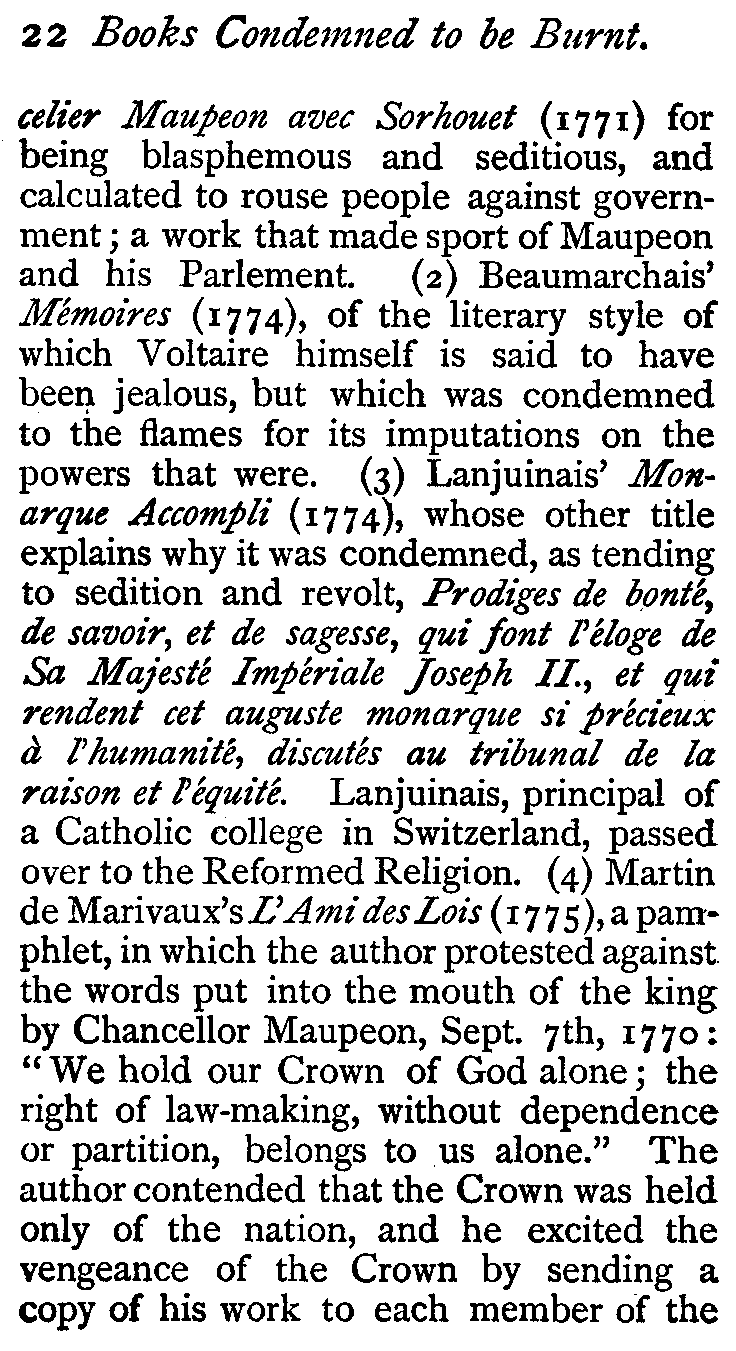 22 Books Condemned to be Burnt.
celier Maupeon avec Sorhouet (1771) for
being blasphemous and seditious, and
calculated to rouse people against govern-
ment; a work that made sport of Maupeon
and his Parlement. (2) Beaumarchais'
Mémoires (1774), of the literary style of
which Voltaire himself is said to have
been jealous, but which was condemned
to the flames for its imputations on the
powers that were. (3) Lanjuinais' Mon-
arque Accompli (1774), whose other title
explains why it was condemned, as tending
to sedition and revolt, Prodiges de bonté,
de savoir, et de sagesse, qui font l'éloge de
Sa Majesté Impériale Joseph II., et qui
rendent cet auguste monarque si précieux
à l'humanité, discutés au tribunal de la
raison et l'équité. Lanjuinais, principal of
a Catholic college in Switzerland, passed
over to the Reformed Religion. (4) Martin
de Marivaux's L'Ami des Lois (1775), a pam-
phlet, in which the author protested against
the words put into the mouth of the king
by Chancellor Maupeon, Sept. 7th, 1770:
"We hold our Crown of God alone; the
right of law-making, without dependence
or partition, belongs to us alone." The
author contended that the Crown was held
only of the nation, and he excited the
vengeance of the Crown by sending a
copy of his work to each member of the